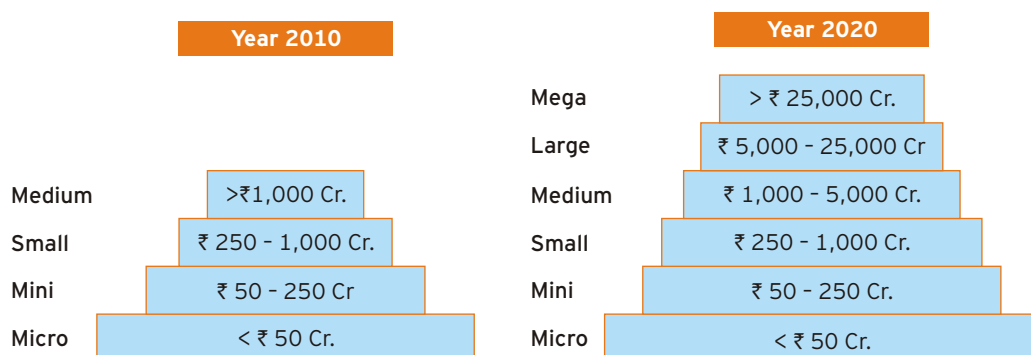 Year 2010
Medium >₹1,000 Cr.
Small ₹ 250 - 1,000 Cr.
Mini ₹ 50 - 250 Cr
Micro < ₹ 50 Cr.
Year 2020
Mega > ₹ 25,000 Cr.
Large ₹ 5,000 - 25,000 Cr
Medium ₹ 1,000 - 5,000 Cr.
Small ₹ 250 - 1,000 Cr.
Mini ₹ 50 - 250 Cr.
Micro < ₹ 50 Cr.